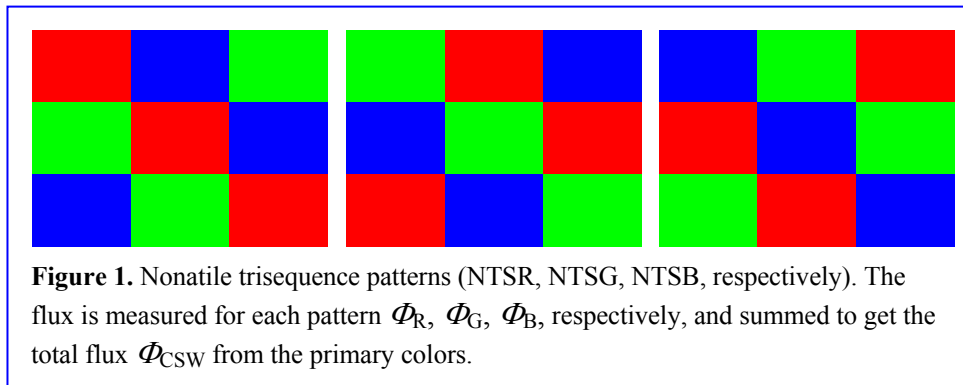 Figure 1. Nonatile trisequence patterns (NTSR, NTSG, NTSB, respectively). The
flux is measured for each pattern ΦR, ΦG, ΦB, respectively, and summed to get the
total flux ΦCSW from the primary colors.